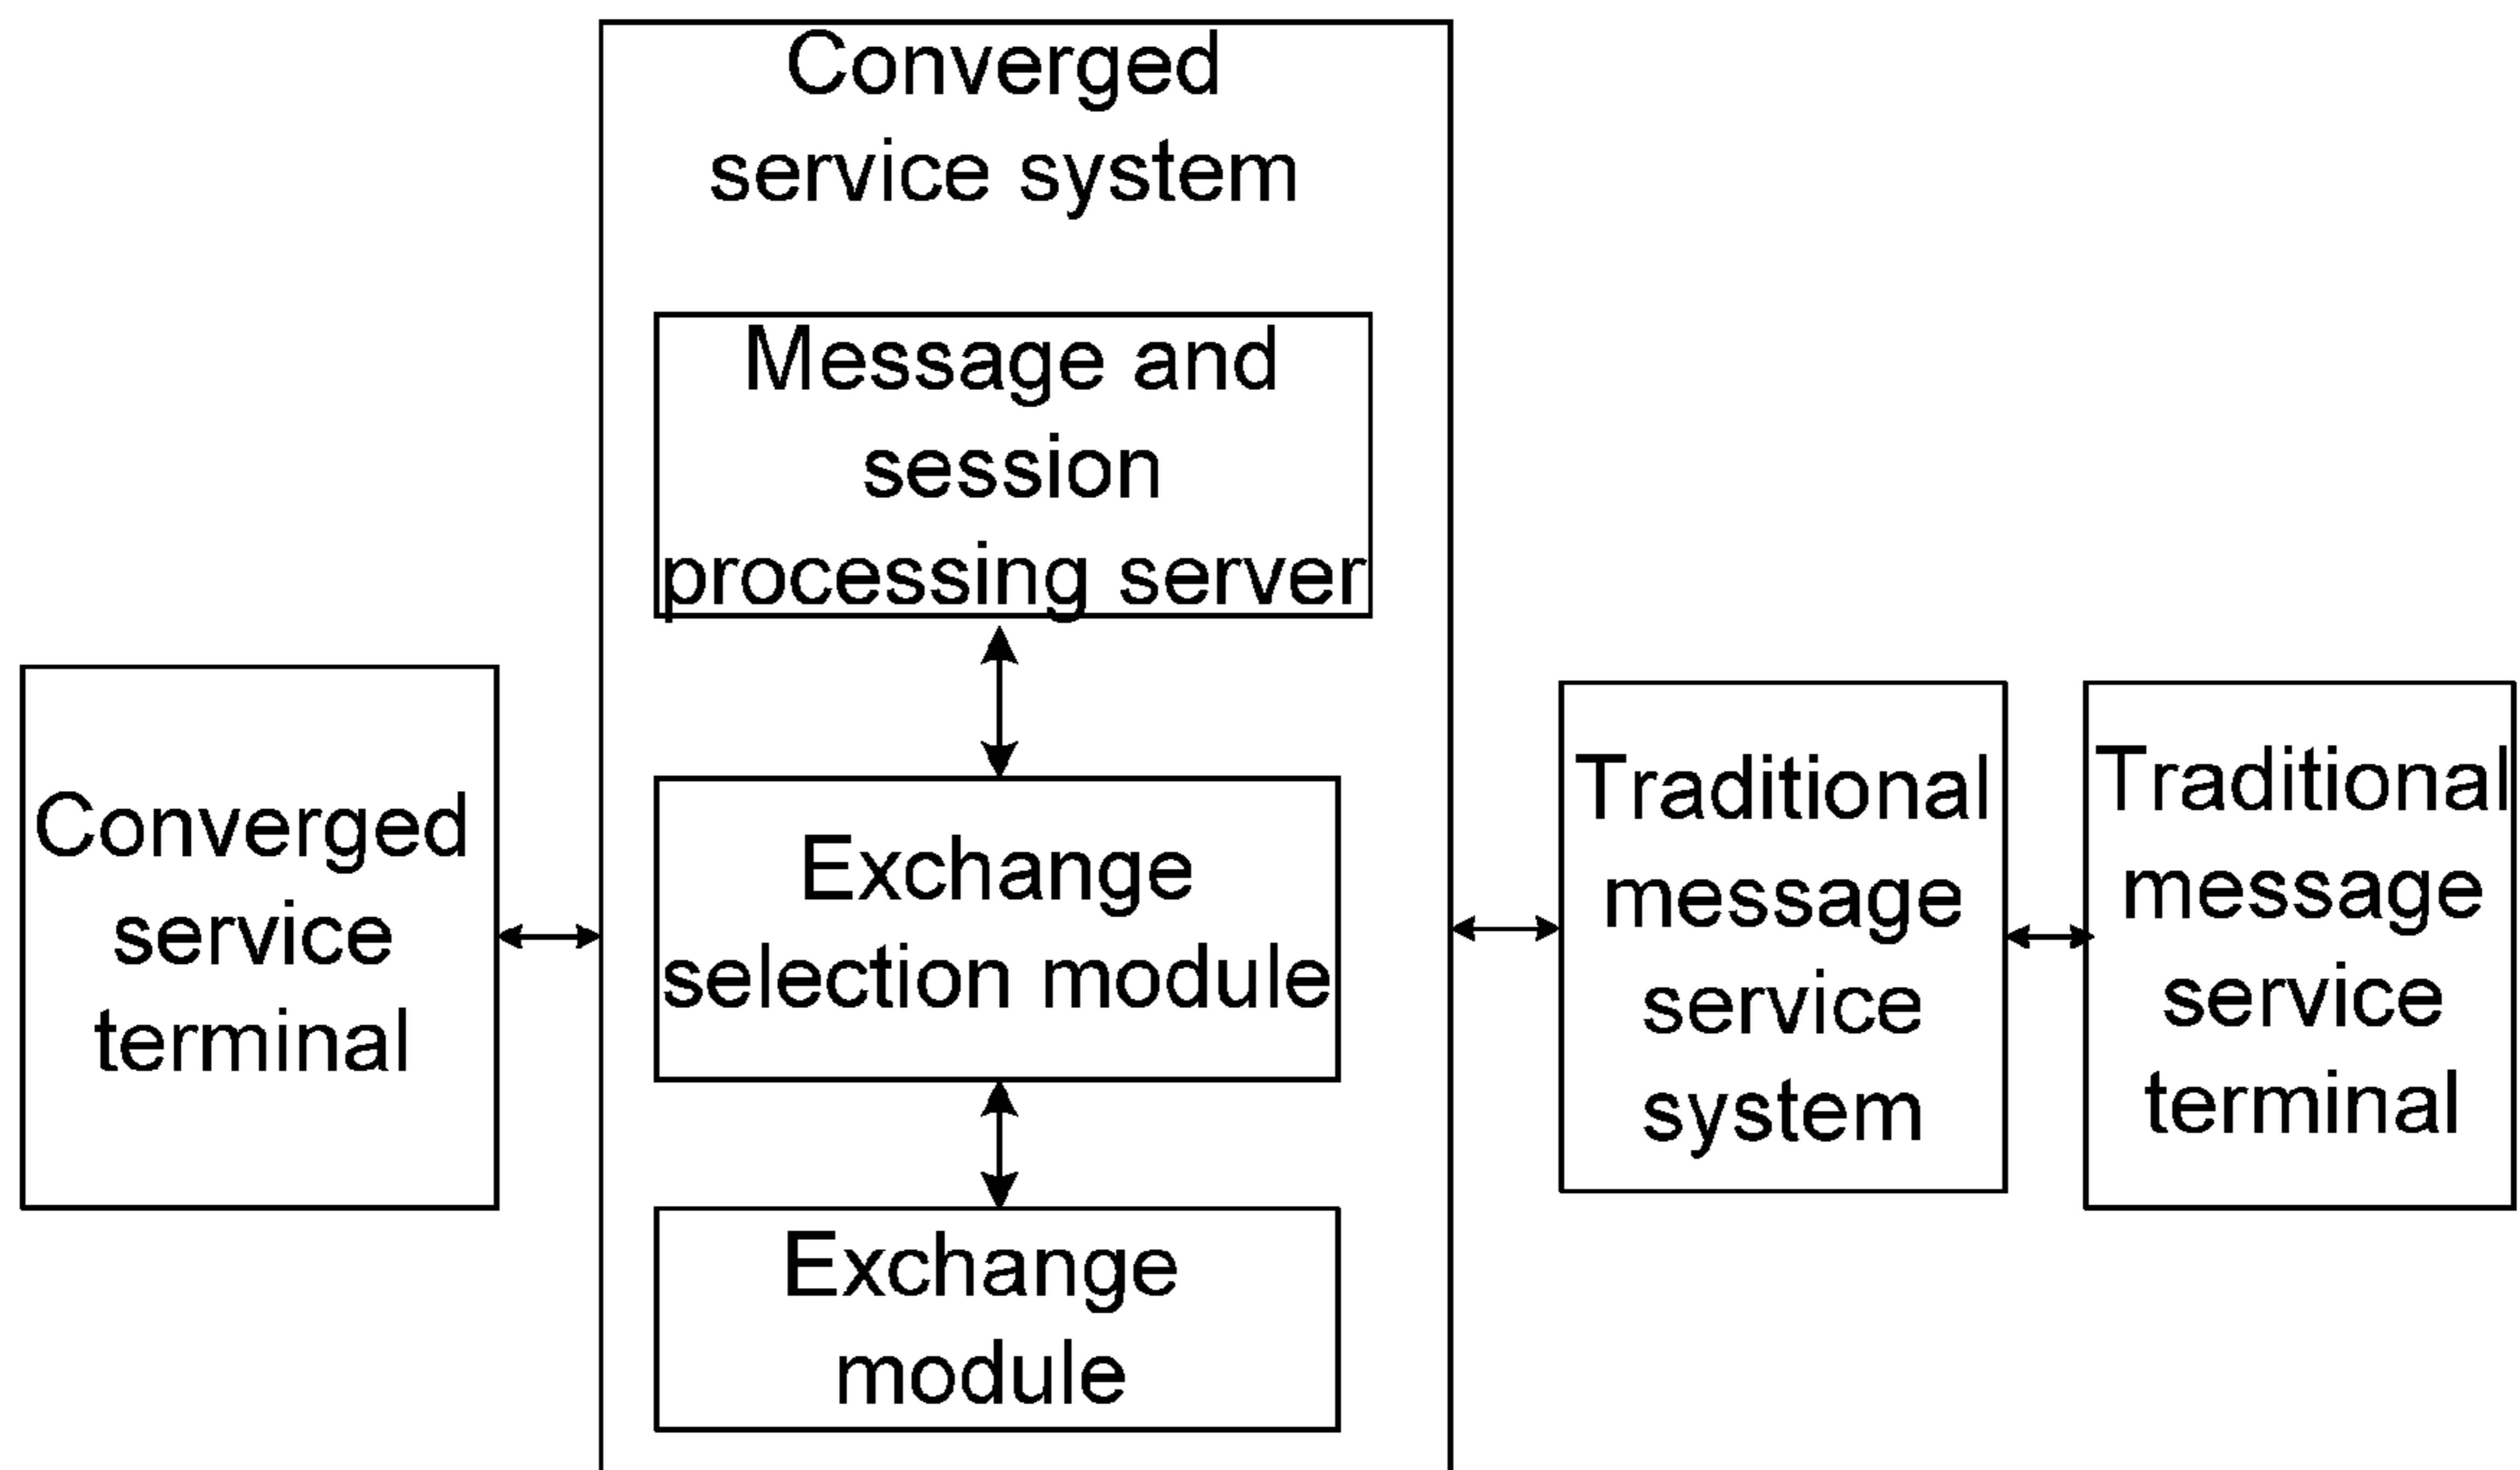 Converged
service system
Message and
session
processing server
Converged
service
terminal
Exchange
selection module
Exchange
module
Traditional
message
service
system
Traditional
message
service
terminal